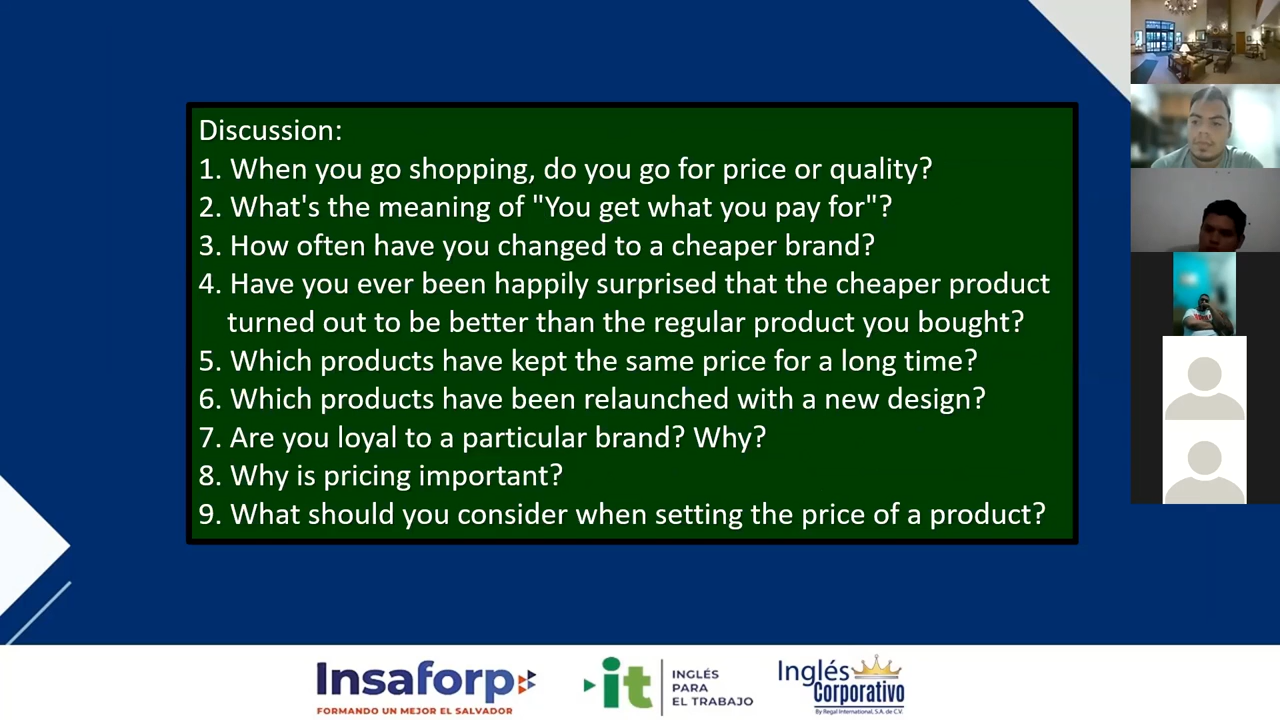 Discussion:
1. When you go shopping, do you go for price or quality?
2. What's the meaning of "You get what you pay for"?
3. How often have you changed to a cheaper brand?
4. Have you ever been happily surprised that the cheaper product
turned out to be better than the regular product you bought?
5. Which products have kept the same price for a long time?
6. Which products have been relaunched with a new design?
7. Are you loyal to a particular brand? Why?
8. Why is pricing important?
9. What should you consider when setting the price of a product?
Insaforp
FORMANDO UN MEJOR EL SALVADOR
it
INGLÉS
PARA
EL TRABAJO
Inglés
Corporativo
By Regal International, S.A. de C.V.